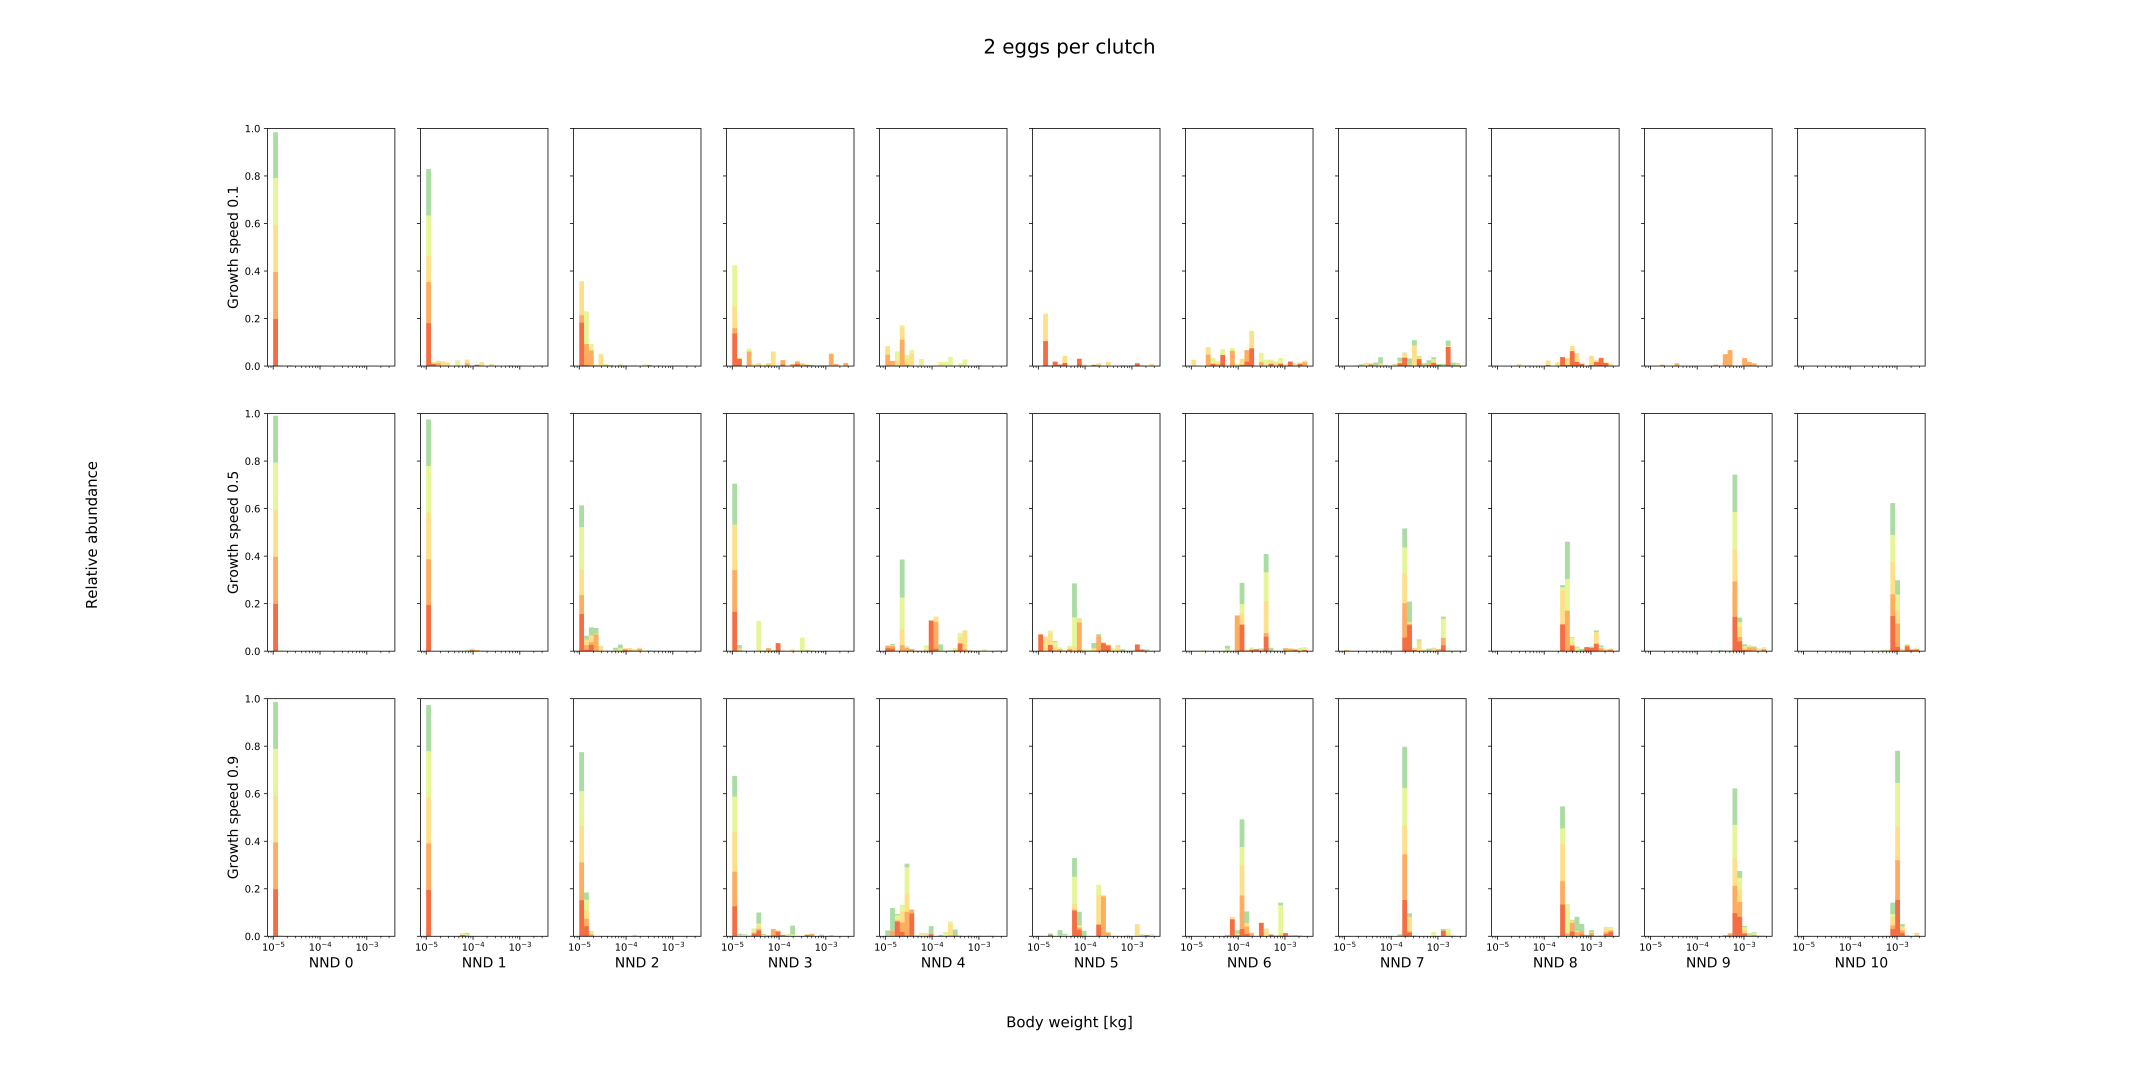 2 eggs per clutch
Relative abundance
Growth speed 0.1
1.0
0.8
0.6
0.4
0.2
0.0
Growth speed 0.5
1.0
0.8
0.6
0.4
0.2
0.0
Growth speed 0.9
1.0
0.8
0.6
0.4
0.2
0.0
10⁻⁵ 10⁻⁴ 10⁻³ 10⁻⁵ 10⁻⁴ 10⁻³ 10⁻⁵ 10⁻⁴ 10⁻³ 10⁻⁵ 10⁻⁴ 10⁻³ 10⁻⁵ 10⁻⁴ 10⁻³ 10⁻⁵ 10⁻⁴ 10⁻³ 10⁻⁵ 10⁻⁴ 10⁻³ 10⁻⁵ 10⁻⁴ 10⁻³ 10⁻⁵ 10⁻⁴ 10⁻³ 10⁻⁵ 10⁻⁴ 10⁻³ 10⁻⁵ 10⁻⁴ 10⁻³
NND 0 NND 1 NND 2 NND 3 NND 4 NND 5 NND 6 NND 7 NND 8 NND 9 NND 10
Body weight [kg]